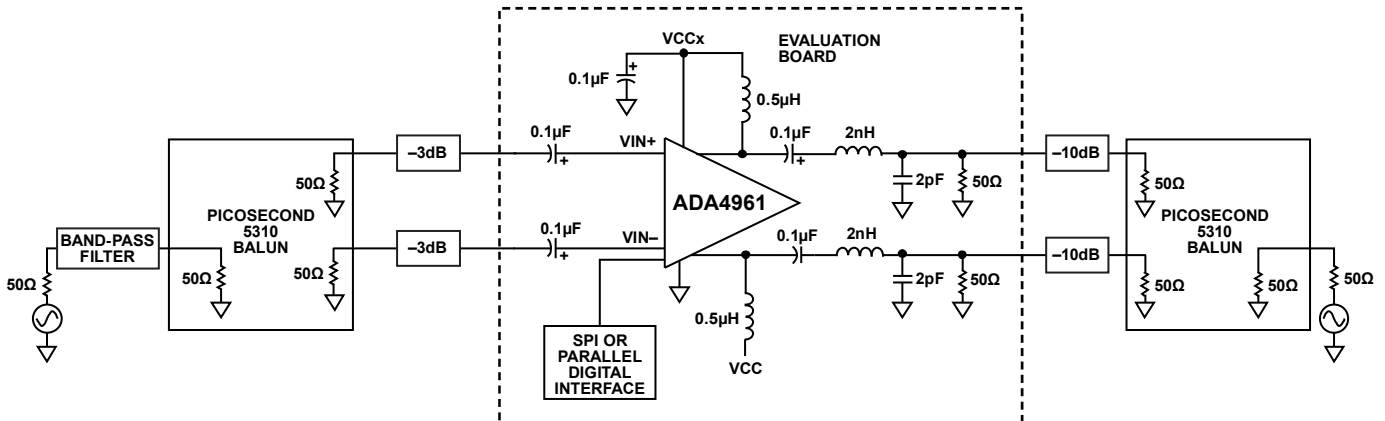 EVALUATION
BOARD
VCCx
0.1µF
+
0.5µH
0.1µF
+
VIN+
0.1µF
+
2nH
–3dB
–10dB
50Ω
2pF
50Ω
50Ω
ADA4961
PICOSECOND
5310
BALUN
PICOSECOND
5310
BALUN
BAND-PASS
FILTER
0.1µF
+
VIN–
0.1µF
2nH
–3dB
–10dB
50Ω
50Ω
50Ω
2pF
50Ω
50Ω
50Ω
50Ω
0.5µH
VCC
SPI OR
PARALLEL
DIGITAL
INTERFACE